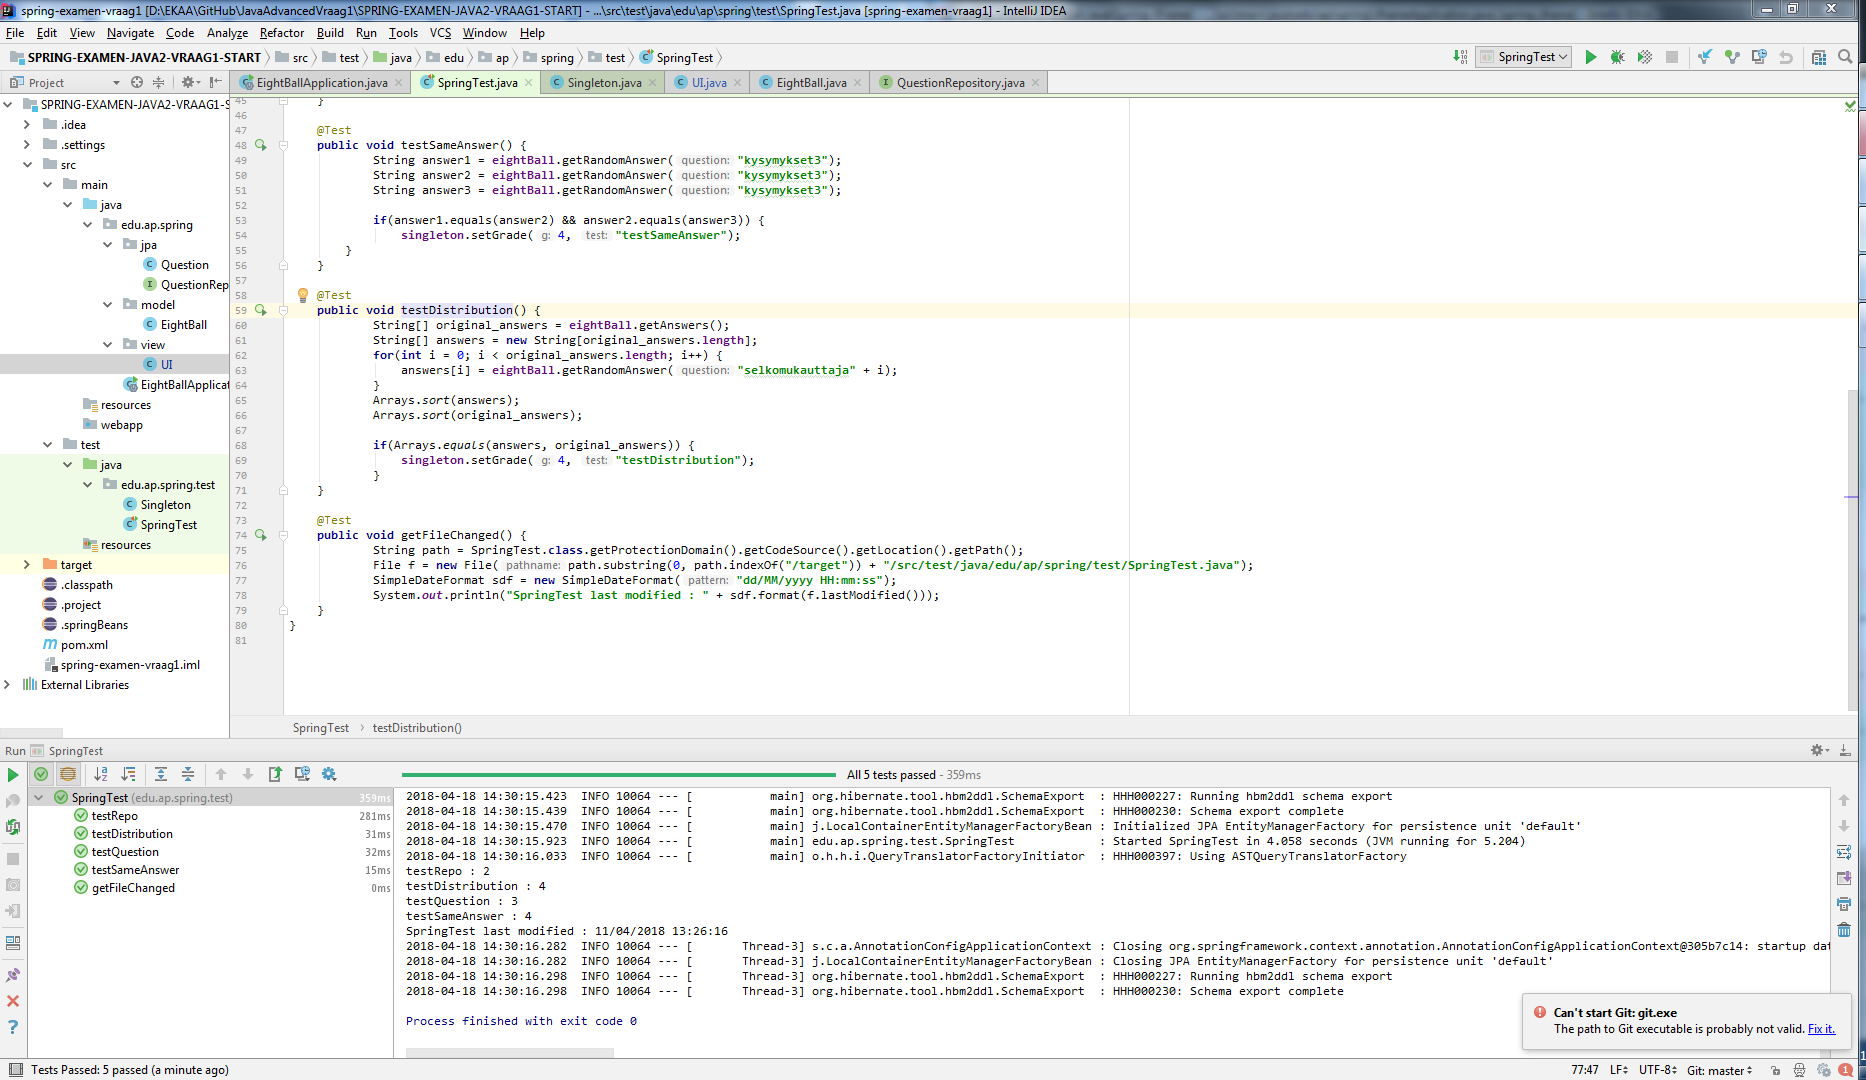 spring-examen-vraag1 [D:\EKAA\GitHub\JavaAdvancedVraag1\SPRING-EXAMEN-JAVA2-VRAAG1-START] - ...\src\test\java\edu\ap\spring\test\SpringTest.java [spring-examen-vraag1] - IntelliJ IDEA
File Edit View Navigate Code Analyze Refactor Build Run Tools VCS Window Help
SPRING-EXAMEN-JAVA2-VRAAG1-START src test java edu ap spring test SpringTest
SpringTest
Project
EightBallApplication.java SpringTest.java Singleton.java UI.java EightBall.java QuestionRepository.java
SPRING-EXAMEN-JAVA2-VRAAG1-S
.idea
.settings
src
main
java
edu.ap.spring
jpa
Question
QuestionRep
model
EightBall
view
UI
EightBallApplicat
resources
webapp
test
java
edu.ap.spring.test
Singleton
SpringTest
resources
target
.classpath
.project
.springBeans
pom.xml
spring-examen-vraag1.iml
External Libraries
45 }
46
47 @Test
48 public void testSameAnswer() {
49 String answer1 = eightBall.getRandomAnswer( question: "kysymykset3");
50 String answer2 = eightBall.getRandomAnswer( question: "kysymykset3");
51 String answer3 = eightBall.getRandomAnswer( question: "kysymykset3");
52
53 if(answer1.equals(answer2) && answer2.equals(answer3)) {
54 singleton.setGrade( g: 4, test: "testSameAnswer");
55 }
56 }
57
58 @Test
59 public void testDistribution() {
60 String[] original_answers = eightBall.getAnswers();
61 String[] answers = new String[original_answers.length];
62 for(int i = 0; i < original_answers.length; i++) {
63 answers[i] = eightBall.getRandomAnswer( question: "selkomukauttaja" + i);
64 }
65 Arrays.sort(answers);
66 Arrays.sort(original_answers);
67
68 if(Arrays.equals(answers, original_answers)) {
69 singleton.setGrade( g: 4, test: "testDistribution");
70 }
71 }
72
73 @Test
74 public void getFileChanged() {
75 String path = SpringTest.class.getProtectionDomain().getCodeSource().getLocation().getPath();
76 File f = new File( pathname: path.substring(0, path.indexOf("/target")) + "/src/test/java/edu/ap/spring/test/SpringTest.java");
77 SimpleDateFormat sdf = new SimpleDateFormat( pattern: "dd/MM/yyyy HH:mm:ss");
78 System.out.println("SpringTest last modified : " + sdf.format(f.lastModified()));
79 }
80 }
81
SpringTest testDistribution()
Run SpringTest
All 5 tests passed - 359ms
SpringTest (edu.ap.spring.test) 359ms
testRepo 281ms
testDistribution 31ms
testQuestion 32ms
testSameAnswer 15ms
getFileChanged 0ms
2018-04-18 14:30:15.423 INFO 10064 --- [ main] org.hibernate.tool.hbm2ddl.SchemaExport : HHH000227: Running hbm2ddl schema export
2018-04-18 14:30:15.439 INFO 10064 --- [ main] org.hibernate.tool.hbm2ddl.SchemaExport : HHH000230: Schema export complete
2018-04-18 14:30:15.470 INFO 10064 --- [ main] j.LocalContainerEntityManagerFactoryBean : Initialized JPA EntityManagerFactory for persistence unit 'default'
2018-04-18 14:30:15.923 INFO 10064 --- [ main] edu.ap.spring.test.SpringTest : Started SpringTest in 4.058 seconds (JVM running for 5.204)
2018-04-18 14:30:16.033 INFO 10064 --- [ main] o.h.h.i.QueryTranslatorFactoryInitiator : HHH000397: Using ASTQueryTranslatorFactory
testRepo : 2
testDistribution : 4
testQuestion : 3
testSameAnswer : 4
SpringTest last modified : 11/04/2018 13:26:16
2018-04-18 14:30:16.282 INFO 10064 --- [ Thread-3] s.c.a.AnnotationConfigApplicationContext : Closing org.springframework.context.annotation.AnnotationConfigApplicationContext@305b7c14: startup dat
2018-04-18 14:30:16.282 INFO 10064 --- [ Thread-3] j.LocalContainerEntityManagerFactoryBean : Closing JPA EntityManagerFactory for persistence unit 'default'
2018-04-18 14:30:16.298 INFO 10064 --- [ Thread-3] org.hibernate.tool.hbm2ddl.SchemaExport : HHH000227: Running hbm2ddl schema export
2018-04-18 14:30:16.298 INFO 10064 --- [ Thread-3] org.hibernate.tool.hbm2ddl.SchemaExport : HHH000230: Schema export complete
Process finished with exit code 0
Can't start Git: git.exe
The path to Git executable is probably not valid. Fix it.
Tests Passed: 5 passed (a minute ago)
77:47 LF UTF-8 Git: master 1